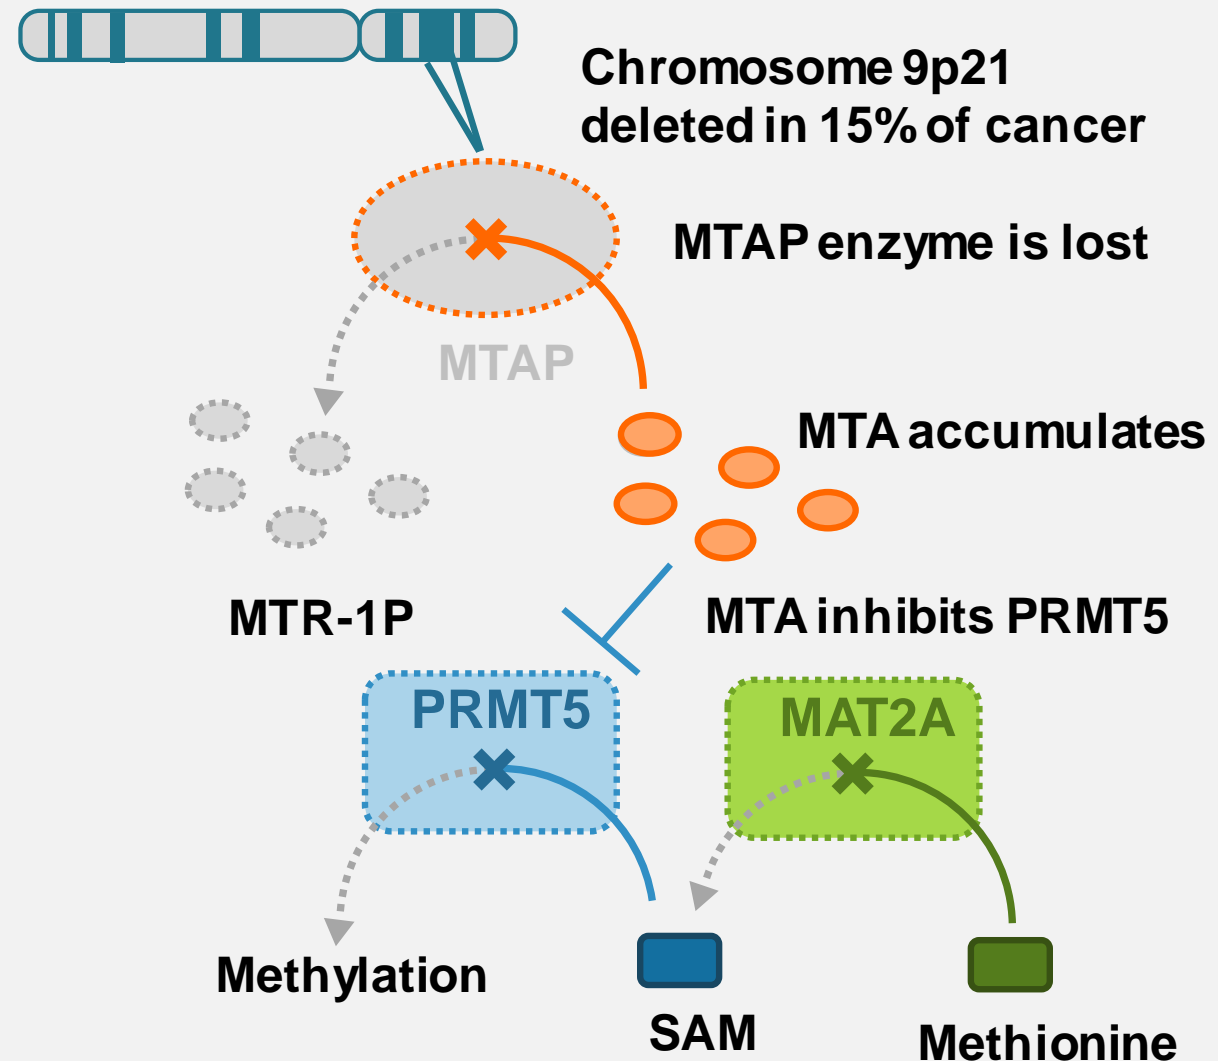 Chromosome 9p21
deleted in 15% of cancer
MTAP enzyme is lost
MTAP
MTA accumulates
MTR-1P
MTA inhibits PRMT5
PRMT5
MAT2A
Methylation
SAM
Methionine